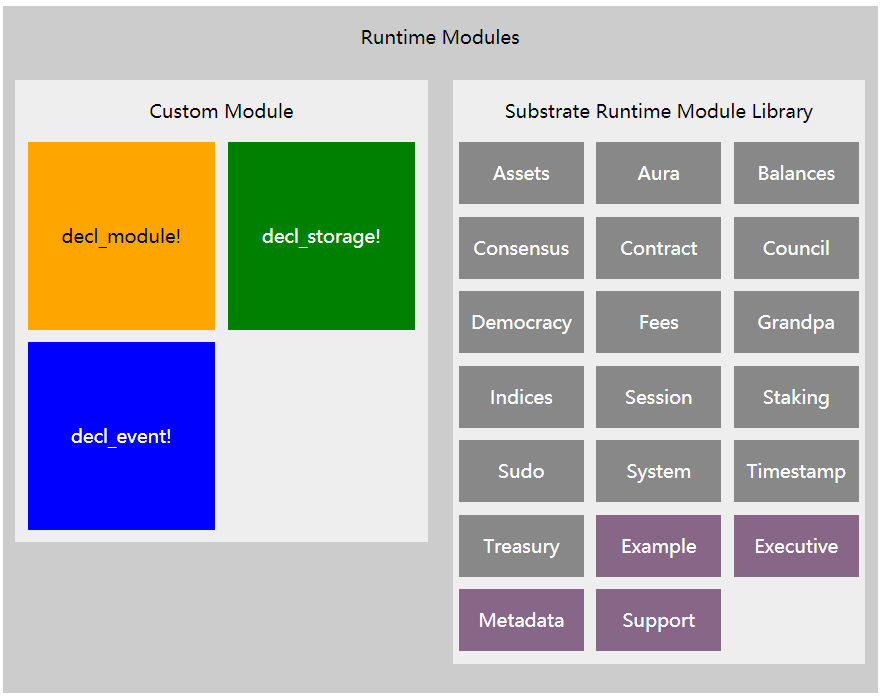 Runtime Modules
Custom Module
decl_module!
decl_storage!
decl_event!
Substrate Runtime Module Library
Assets
Aura
Balances
Consensus
Contract
Council
Democracy
Fees
Grandpa
Indices
Session
Staking
Sudo
System
Timestamp
Treasury
Example
Executive
Metadata
Support